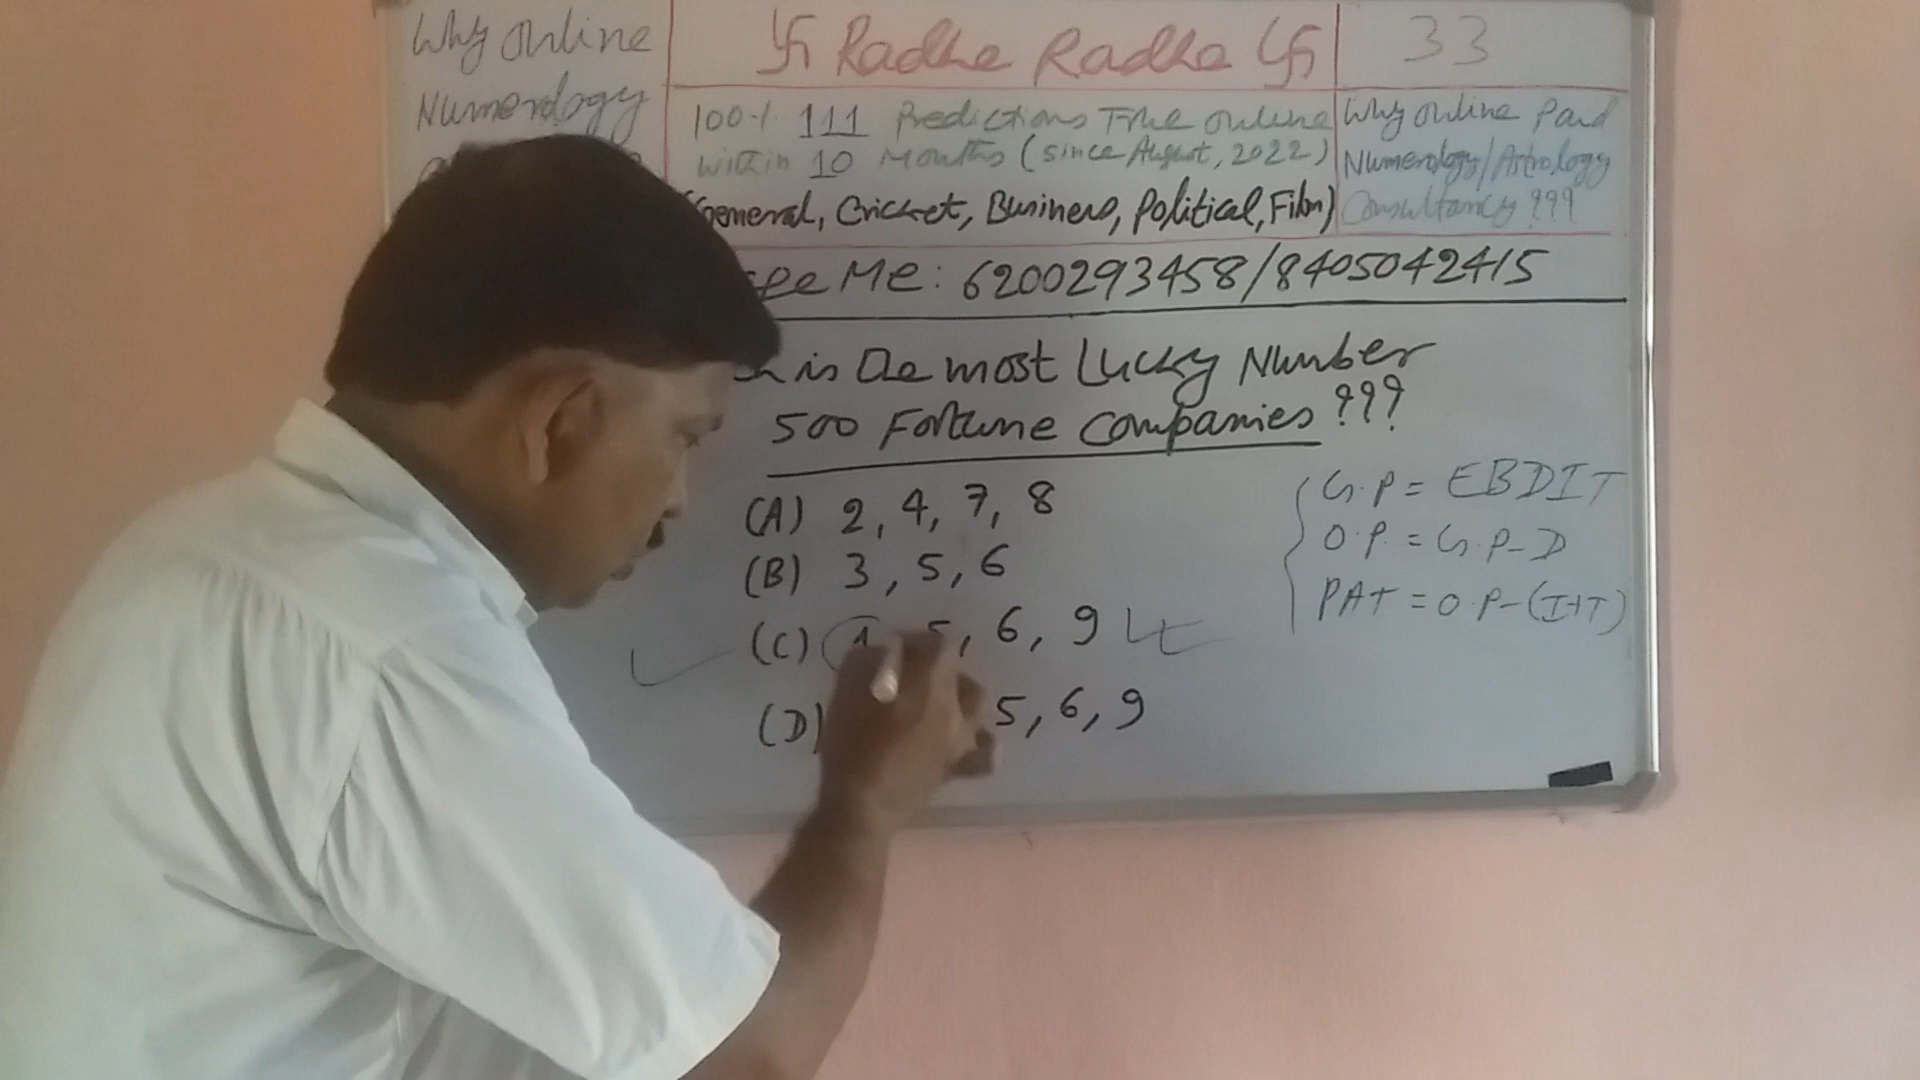 Why Online
Numerology
卐 Radhe Radhe 卐
100% 111 Predictions True Online
within 10 Months (since August, 2022)
(General, Cricket, Business, Political, Film)
33
Why Online Paid
Numerology/Astrology
Consultancy ???
Me: 6200293458/8405042415
is the most Lucky Number
500 Fortune Companies ???
(A) 2, 4, 7, 8
(B) 3, 5, 6
(C) 1, 5, 6, 9
(D) 5, 6, 9
G.P = EBDIT
O.P. = G.P-D
PAT = O.P-(I+T)